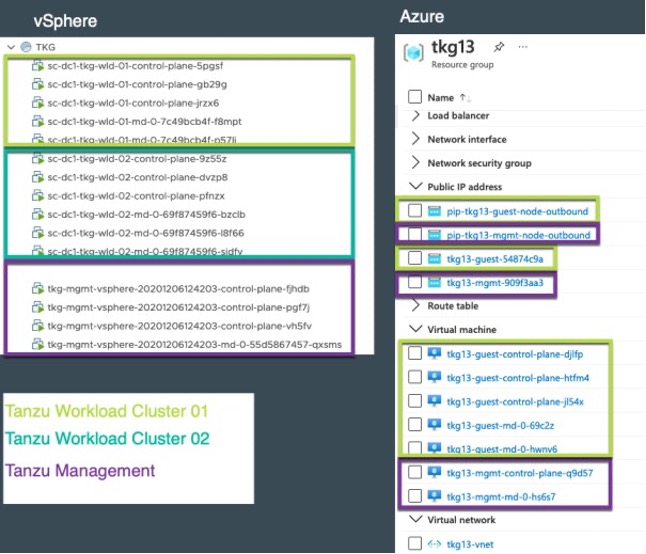 vSphere
TKG
sc-dc1-tkg-wld-01-control-plane-5pgsf
sc-dc1-tkg-wld-01-control-plane-gb29g
sc-dc1-tkg-wld-01-control-plane-jrzx6
sc-dc1-tkg-wld-01-md-0-7c49bcb4f-f8mpt
sc-dc1-tkg-wld-01-md-0-7c49bcb4f-p57lj
sc-dc1-tkg-wld-02-control-plane-9z55z
sc-dc1-tkg-wld-02-control-plane-dvzp8
sc-dc1-tkg-wld-02-control-plane-pfnzx
sc-dc1-tkg-wld-02-md-0-69f87459f6-bzclb
sc-dc1-tkg-wld-02-md-0-69f87459f6-l8f66
sc-dc1-tkg-wld-02-md-0-69f87459f6-sjdfv
tkg-mgmt-vsphere-20201206124203-control-plane-fjhdb
tkg-mgmt-vsphere-20201206124203-control-plane-pgf7j
tkg-mgmt-vsphere-20201206124203-control-plane-vh5fv
tkg-mgmt-vsphere-20201206124203-md-0-55d5867457-qxsms
Tanzu Workload Cluster 01
Tanzu Workload Cluster 02
Tanzu Management
Azure
tkg13
Resource group
Name
Load balancer
Network interface
Network security group
Public IP address
pip-tkg13-guest-node-outbound
pip-tkg13-mgmt-node-outbound
tkg13-guest-54874c9a
tkg13-mgmt-909f3aa3
Route table
Virtual machine
tkg13-guest-control-plane-djlfp
tkg13-guest-control-plane-htfm4
tkg13-guest-control-plane-jl54x
tkg13-guest-md-0-69c2z
tkg13-guest-md-0-hwnv6
tkg13-mgmt-control-plane-q9d57
tkg13-mgmt-md-0-hs6s7
Virtual network
tkg13-vnet